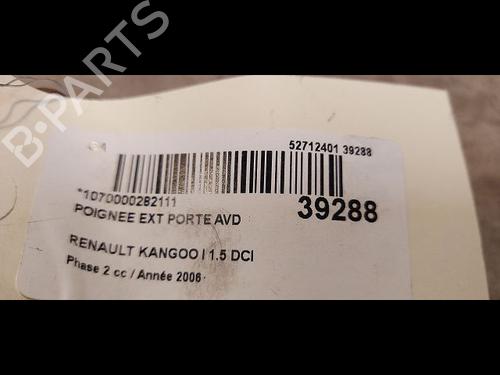 B-PARTS
52712401 39288
*1070000282111
39288
POIGNEE EXT PORTE AVD
RENAULT KANGOO I 1.5 DCI
Phase 2 cc / Année 2006